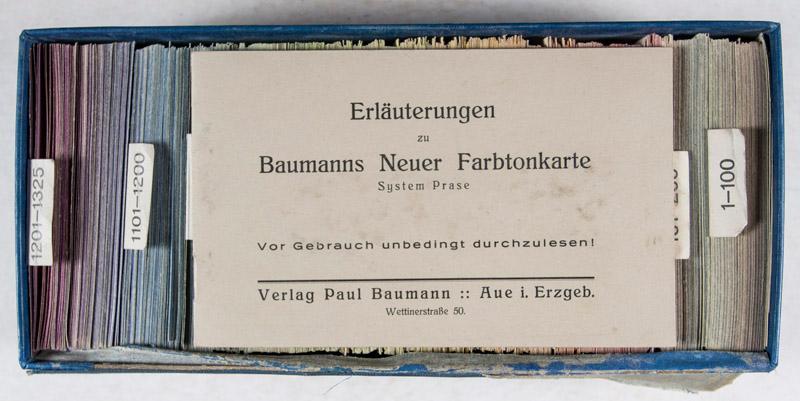 Erläuterungen
zu
Baumanns Neuer Farbtonkarte
System Prase
Vor Gebrauch unbedingt durchzulesen!
Verlag Paul Baumann :: Aue i. Erzgeb.
Wettinerstraße 50.
1201–1325
1101–1200
1–100